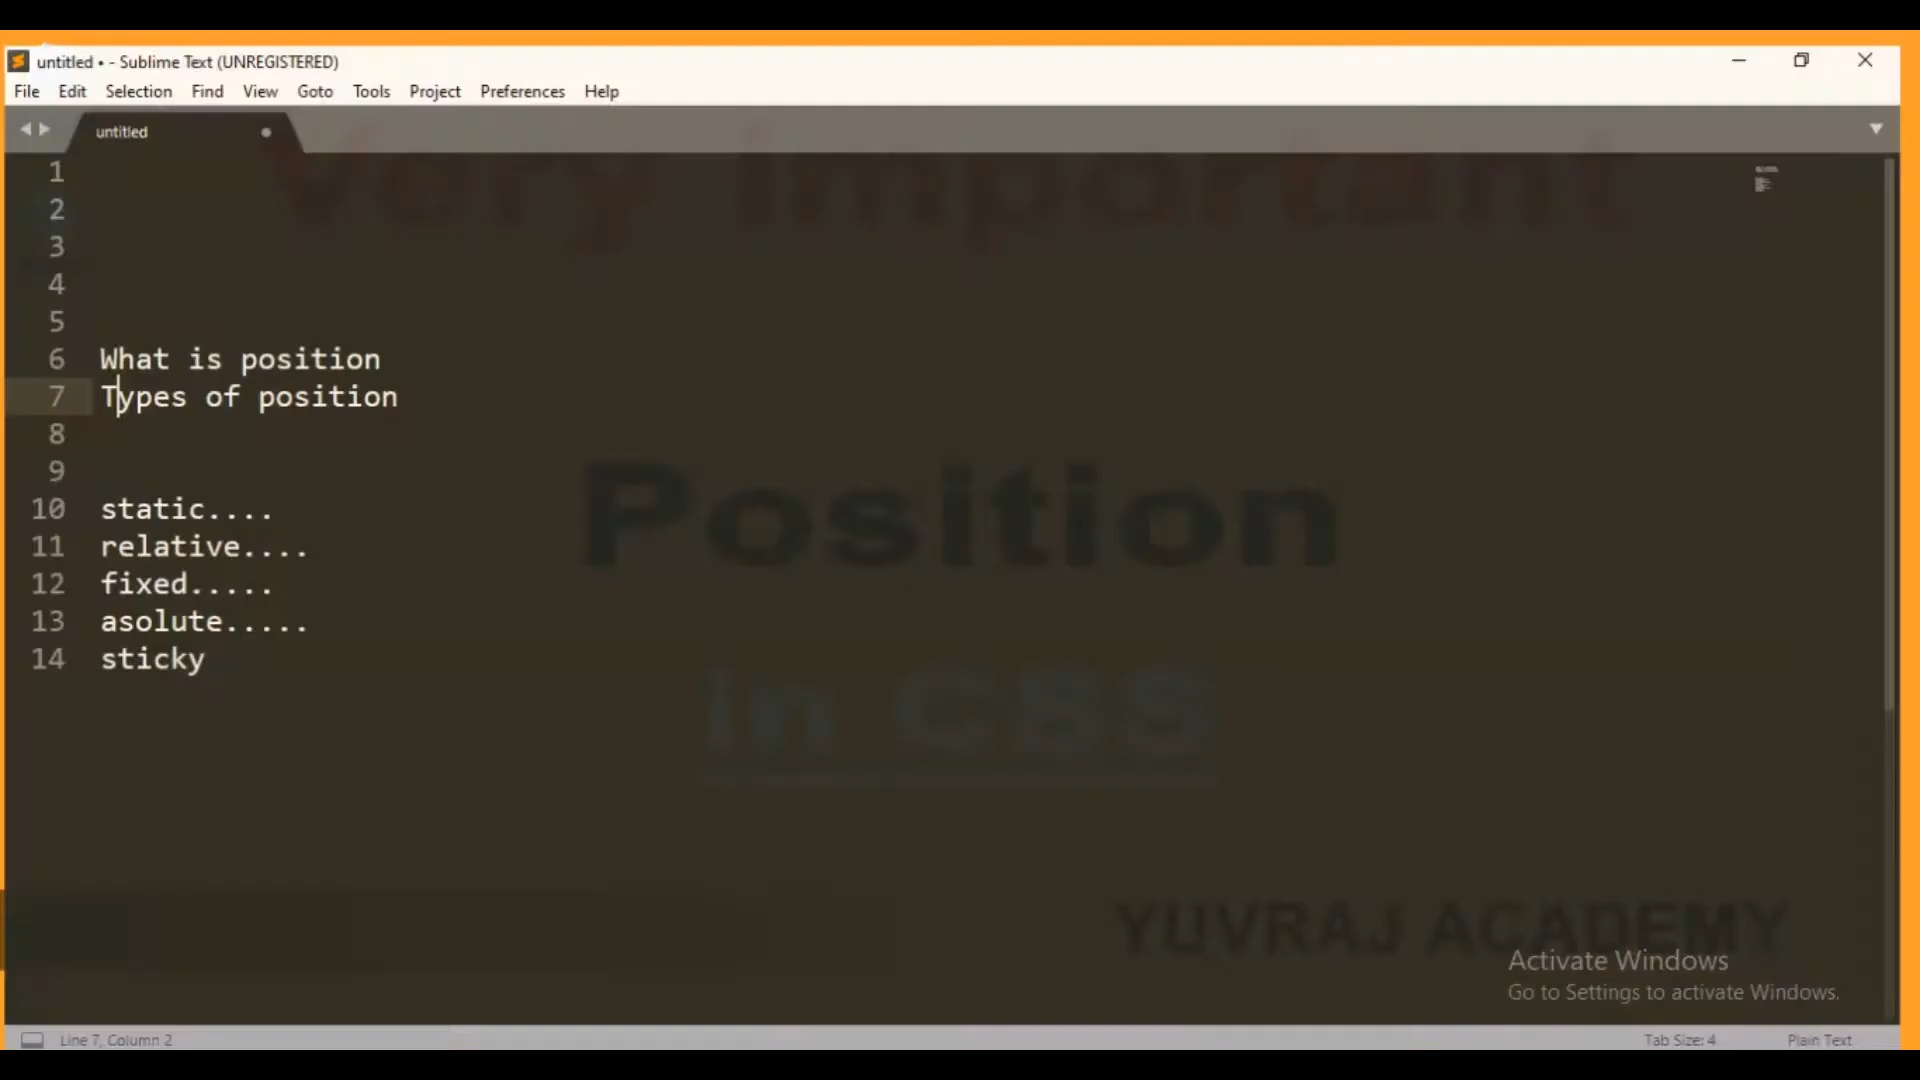 untitled • - Sublime Text (UNREGISTERED)
File Edit Selection Find View Goto Tools Project Preferences Help
untitled
Very important
1
2
3
4
5
6 What is position
7 Types of position
8
9
10 static....
11 relative....
12 fixed.....
13 asolute.....
14 sticky
Position
in CSS
YUVRAJ ACADEMY
Activate Windows
Go to Settings to activate Windows.
Line 7, Column 2
Tab Size: 4
Plain Text